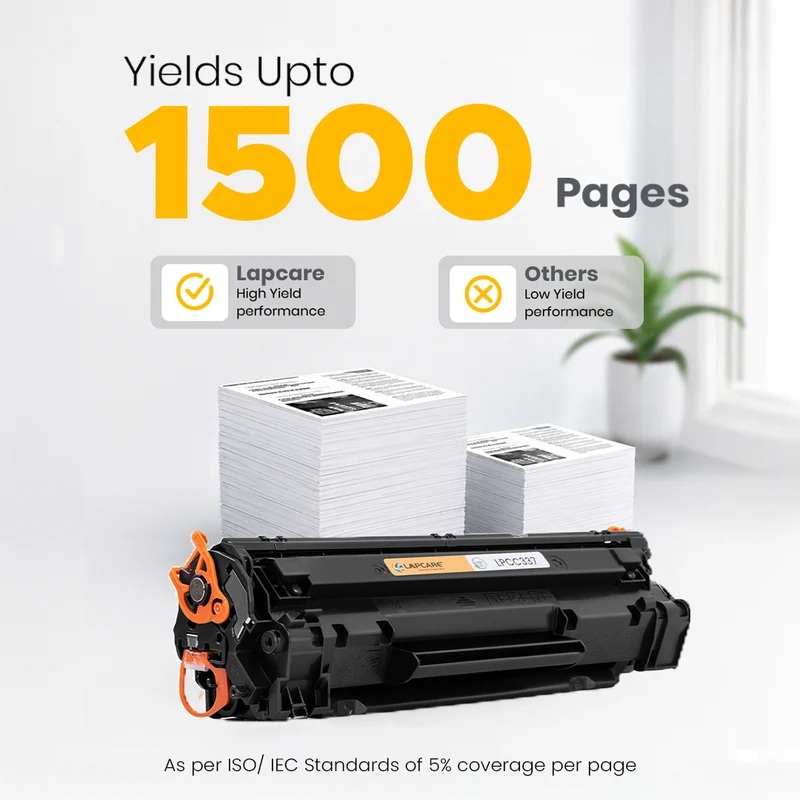 Yields Upto
1500 Pages
Lapcare
High Yield
performance
Others
Low Yield
performance
LAPCARE
LPCC337
As per ISO/ IEC Standards of 5% coverage per page